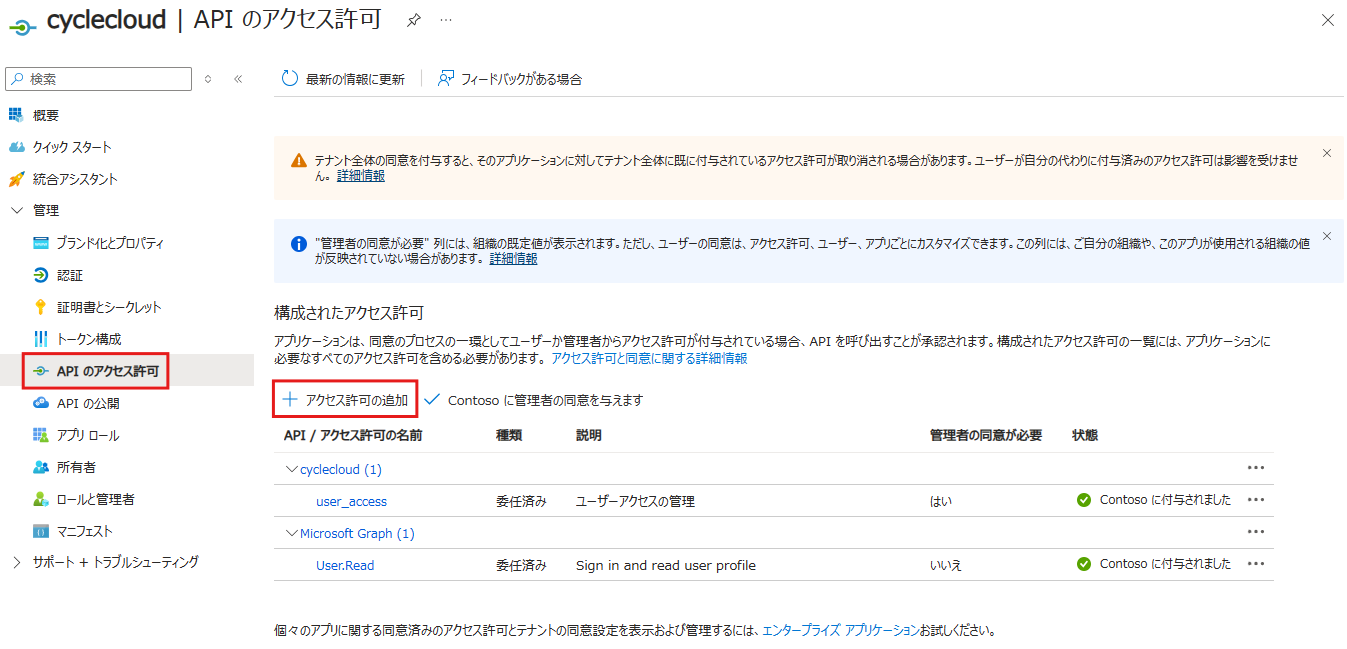 cyclecloud | API のアクセス許可
検索
最新の情報に更新
フィードバックがある場合
概要
クイック スタート
統合アシスタント
管理
ブランド化とプロパティ
認証
証明書とシークレット
トークン構成
API のアクセス許可
API の公開
アプリ ロール
所有者
ロールと管理者
マニフェスト
サポート + トラブルシューティング
テナント全体の同意を付与すると、そのアプリケーションに対してテナント全体に既に付与されているアクセス許可が取り消される場合があります。ユーザーが自分の代わりに付与済みのアクセス許可は影響を受けませ
ん。 詳細情報
"管理者の同意が必要" 列には、組織の既定値が表示されます。ただし、ユーザーの同意は、アクセス許可、ユーザー、アプリごとにカスタマイズできます。この列には、ご自分の組織や、このアプリが使用される組織の値
が反映されていない場合があります。 詳細情報
構成されたアクセス許可
アプリケーションは、同意のプロセスの一環としてユーザーか管理者からアクセス許可が付与されている場合、API を呼び出すことが承認されます。構成されたアクセス許可の一覧には、アプリケーションに
必要なすべてのアクセス許可を含める必要があります。 アクセス許可と同意に関する詳細情報
アクセス許可の追加
Contoso に管理者の同意を与えます
API / アクセス許可の名前 種類 説明 管理者の同意が必要 状態
cyclecloud (1)
user_access 委任済み ユーザーアクセスの管理 はい Contoso に付与されました
Microsoft Graph (1)
User.Read 委任済み Sign in and read user profile いいえ Contoso に付与されました
個々のアプリに関する同意済みのアクセス許可とテナントの同意設定を表示および管理するには、エンタープライズ アプリケーションお試しください。